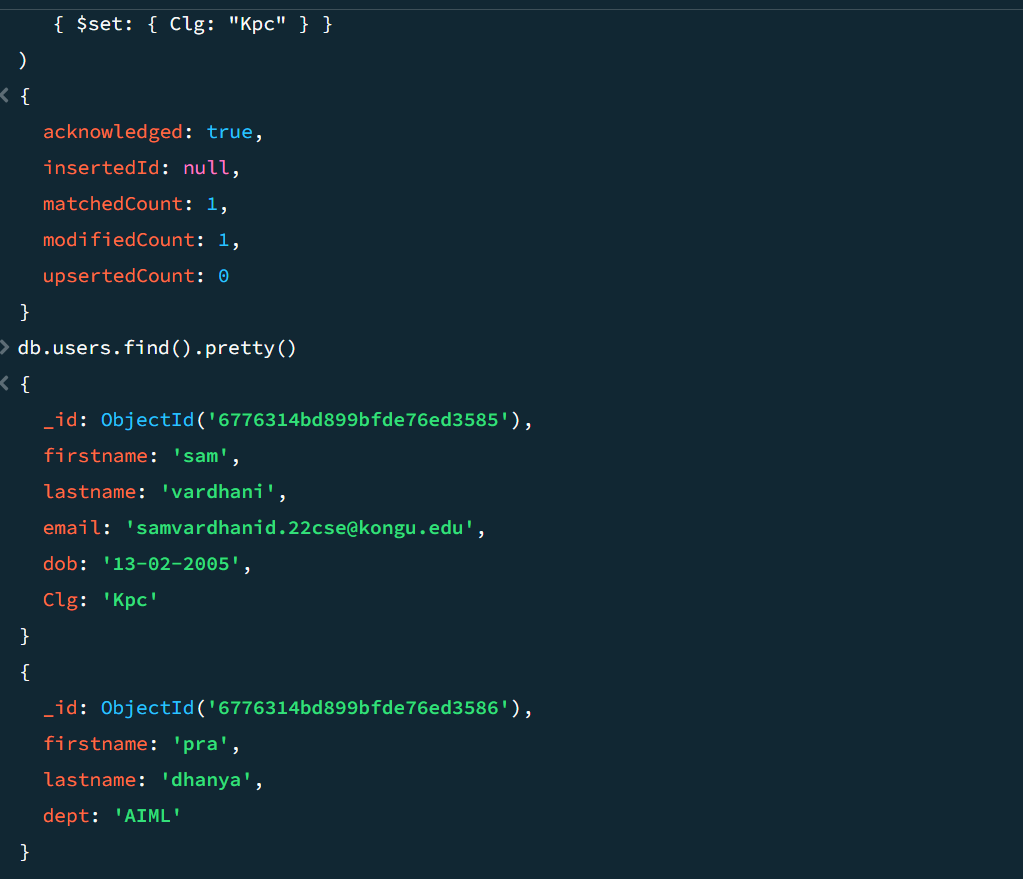 { $set: { Clg: "Kpc" } }
)
< {
acknowledged: true,
insertedId: null,
matchedCount: 1,
modifiedCount: 1,
upsertedCount: 0
}
> db.users.find().pretty()
< {
_id: ObjectId('6776314bd899bfde76ed3585'),
firstname: 'sam',
lastname: 'vardhani',
email: 'samvardhanid.22cse@kongu.edu',
dob: '13-02-2005',
Clg: 'Kpc'
}
{
_id: ObjectId('6776314bd899bfde76ed3586'),
firstname: 'pra',
lastname: 'dhanya',
dept: 'AIML'
}